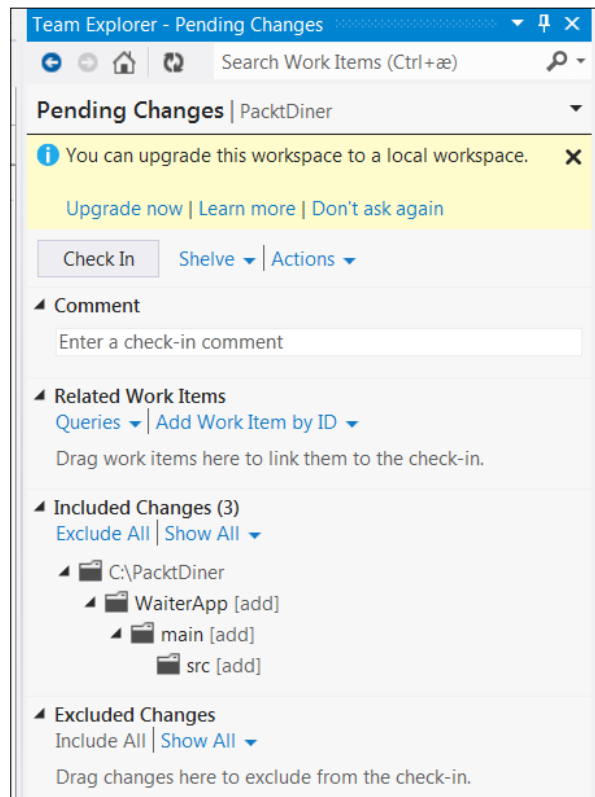 Team Explorer - Pending Changes
Search Work Items (Ctrl+æ)
Pending Changes | PacktDiner
You can upgrade this workspace to a local workspace.
Upgrade now | Learn more | Don't ask again
Check In Shelve | Actions
Comment
Enter a check-in comment
Related Work Items
Queries | Add Work Item by ID
Drag work items here to link them to the check-in.
Included Changes (3)
Exclude All | Show All
C:\PacktDiner
WaiterApp [add]
main [add]
src [add]
Excluded Changes
Include All | Show All
Drag changes here to exclude from the check-in.